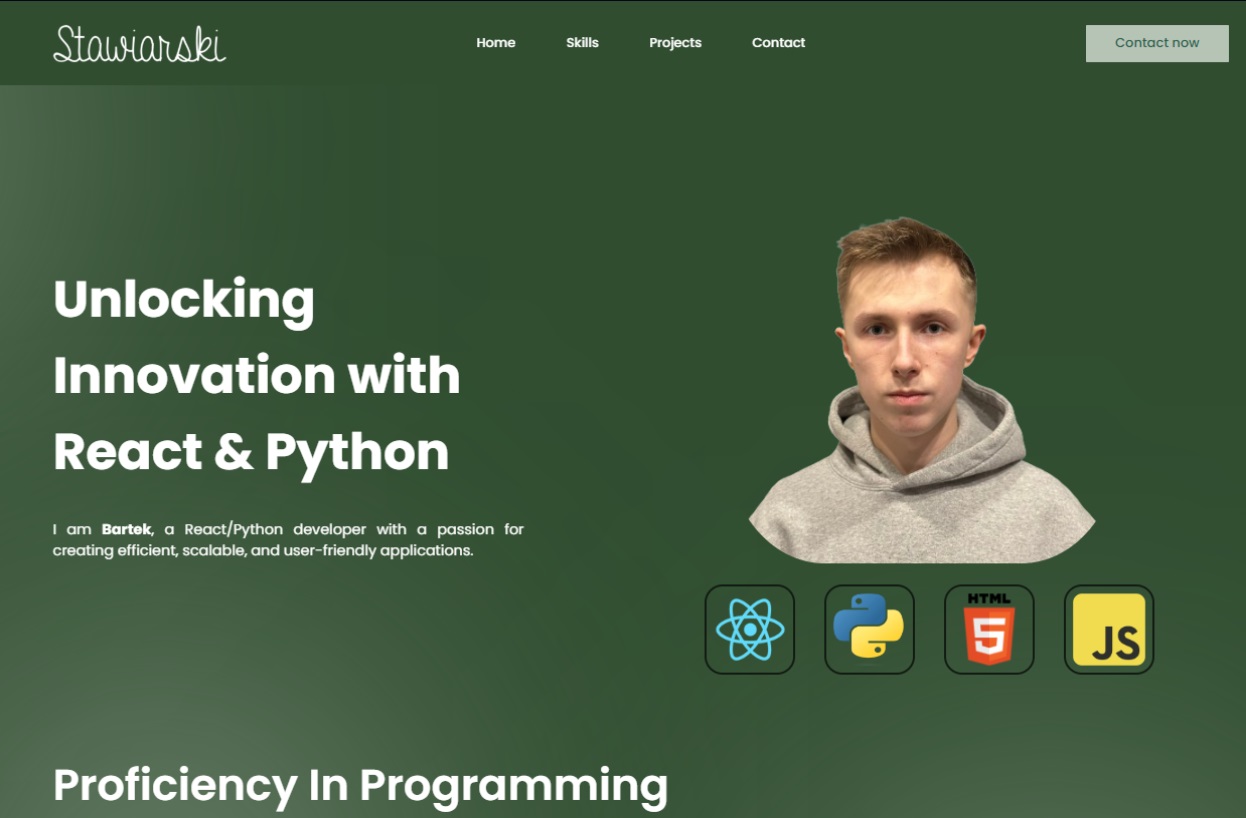 Stawiarski
Home Skills Projects Contact
Contact now
Unlocking
Innovation with
React & Python
I am Bartek, a React/Python developer with a passion for
creating efficient, scalable, and user-friendly applications.
HTML
5
JS
Proficiency In Programming